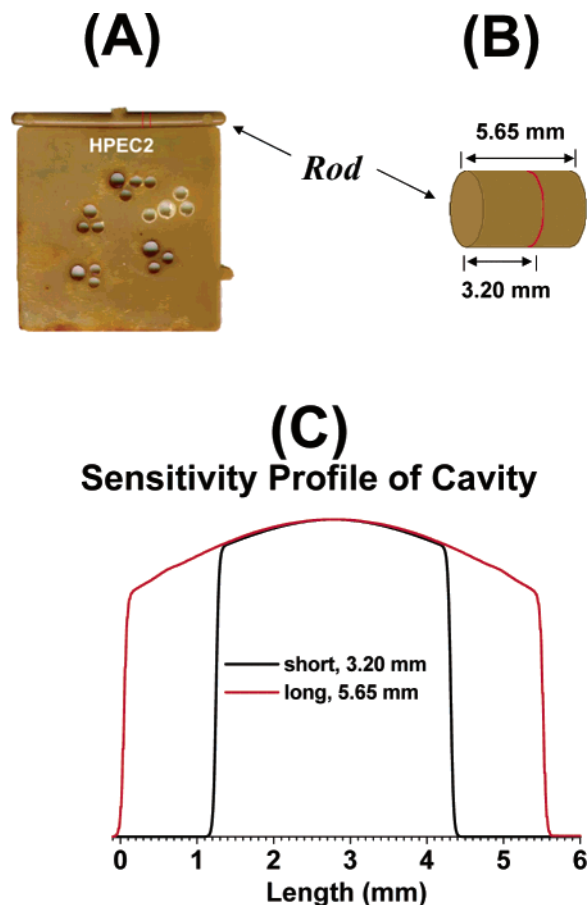 (A)
(B)
HPEC2
Rod
5.65 mm
3.20 mm
(C)
Sensitivity Profile of Cavity
short, 3.20 mm
long, 5.65 mm
0 1 2 3 4 5 6
Length (mm)